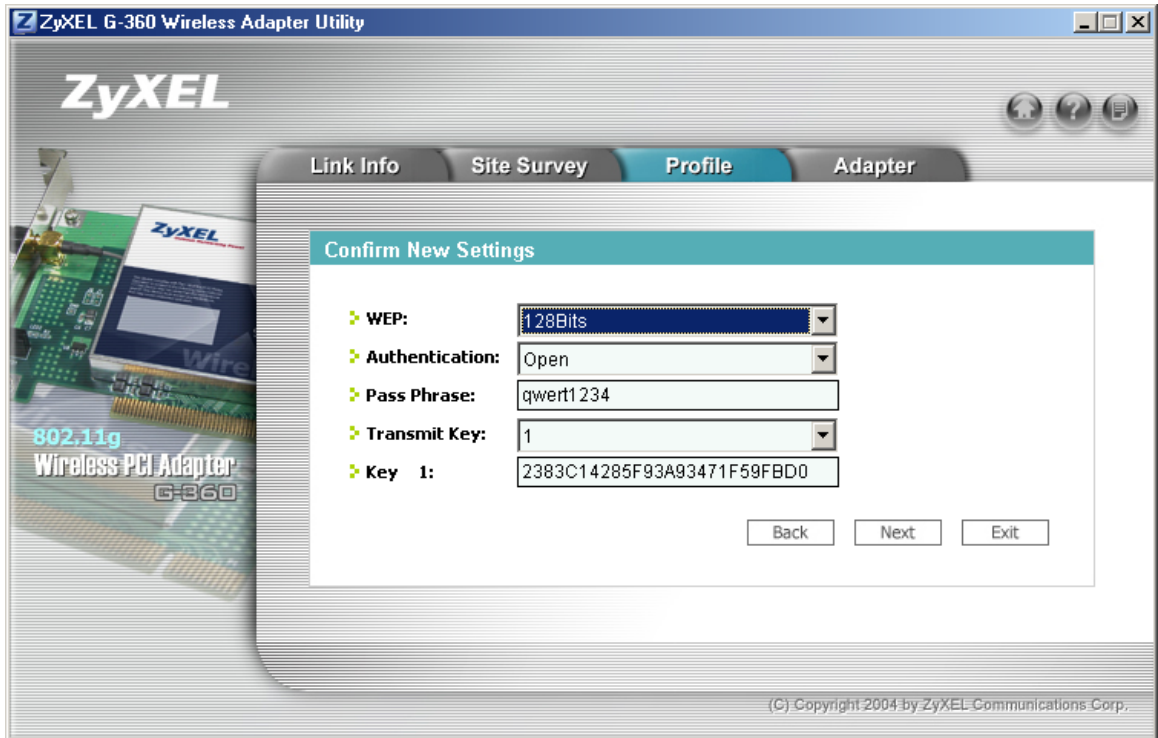 ZyXEL G-360 Wireless Adapter Utility
ZyXEL
Link Info Site Survey Profile Adapter
ZyXEL
Confirm New Settings
WEP: 128Bits
Authentication: Open
Pass Phrase: qwert1234
Transmit Key: 1
Key 1: 2383C14285F93A93471F59FBD0
Wire
802.11g
Wireless PCI Adapter
G-360
Back Next Exit
(C) Copyright 2004 by ZyXEL Communications Corp.